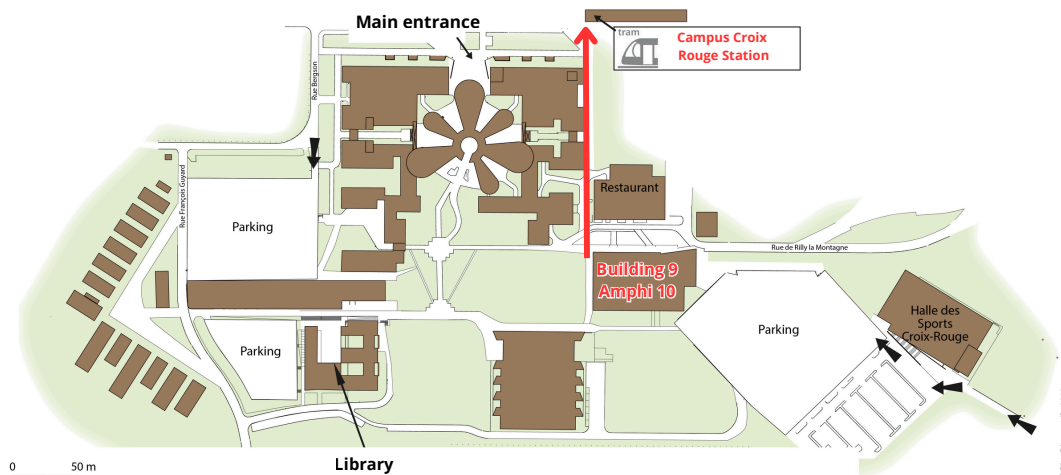 Main entrance
tram
Campus Croix
Rouge Station
Rue Bergson
Rue François Guyard
Parking
Restaurant
Rue de Rilly la Montagne
Building 9
Amphi 10
Parking
Halle des
Sports
Croix-Rouge
Parking
Library
0 50 m